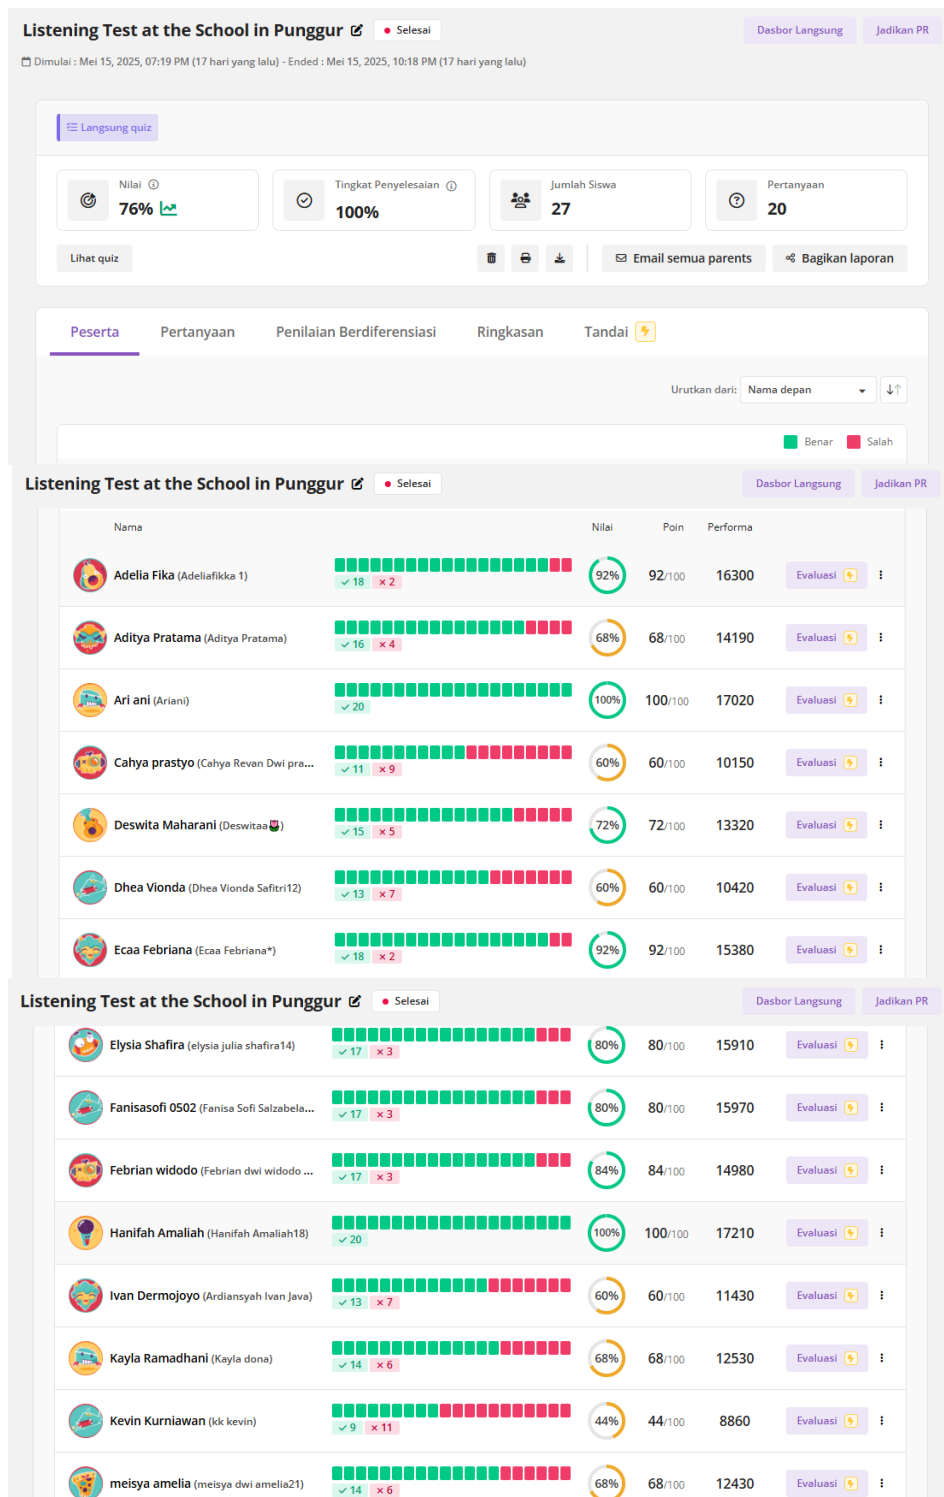 Listening Test at the School in Punggur
Selesai
Dasbor Langsung
Jadikan PR
Dimulai : Mei 15, 2025, 07:19 PM (17 hari yang lalu) - Ended : Mei 15, 2025, 10:18 PM (17 hari yang lalu)
Langsung quiz
Nilai
76%
Tingkat Penyelesaian
100%
Jumlah Siswa
27
Pertanyaan
20
Lihat quiz
Email semua parents
Bagikan laporan
Peserta Pertanyaan Penilaian Berdiferensiasi Ringkasan Tandai
Urutkan dari: Nama depan
Benar Salah
Listening Test at the School in Punggur
Selesai
Dasbor Langsung
Jadikan PR
Nama Nilai Poin Performa
Adelia Fika (Adeliafikka 1) 92% 92/100 16300 Evaluasi
18 2
Aditya Pratama (Aditya Pratama) 68% 68/100 14190 Evaluasi
16 4
Ari ani (Ariani) 100% 100/100 17020 Evaluasi
20
Cahya prastyo (Cahya Revan Dwi pra... 60% 60/100 10150 Evaluasi
11 9
Deswita Maharani (Deswitaa🌷) 72% 72/100 13320 Evaluasi
15 5
Dhea Vionda (Dhea Vionda Safitri12) 60% 60/100 10420 Evaluasi
13 7
Ecaa Febriana (Ecaa Febriana*) 92% 92/100 15380 Evaluasi
18 2
Listening Test at the School in Punggur
Selesai
Dasbor Langsung
Jadikan PR
Elysia Shafira (elysia julia shafira14) 80% 80/100 15910 Evaluasi
17 3
Fanisasofi 0502 (Fanisa Sofi Salzabela... 80% 80/100 15970 Evaluasi
17 3
Febrian widodo (Febrian dwi widodo ... 84% 84/100 14980 Evaluasi
17 3
Hanifah Amaliah (Hanifah Amaliah18) 100% 100/100 17210 Evaluasi
20
Ivan Dermojoyo (Ardiansyah Ivan Java) 60% 60/100 11430 Evaluasi
13 7
Kayla Ramadhani (Kayla dona) 68% 68/100 12530 Evaluasi
14 6
Kevin Kurniawan (kk kevin) 44% 44/100 8860 Evaluasi
9 11
meisya amelia (meisya dwi amelia21) 68% 68/100 12430 Evaluasi
14 6